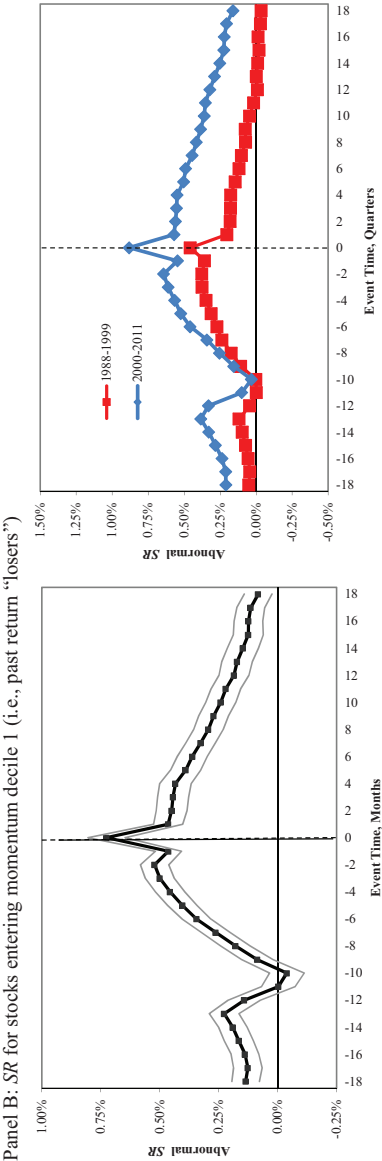 Panel B: SR for stocks entering momentum decile 1 (i.e., past return “losers”)
1.00%
0.75%
0.50%
0.25%
0.00%
-0.25%
Abnormal SR
-18 -16 -14 -12 -10 -8 -6 -4 -2 0 2 4 6 8 10 12 14 16 18
Event Time, Months
1.50%
1.25%
1.00%
0.75%
0.50%
0.25%
0.00%
-0.25%
-0.50%
Abnormal SR
1988-1999
2000-2011
-18 -16 -14 -12 -10 -8 -6 -4 -2 0 2 4 6 8 10 12 14 16 18
Event Time, Quarters